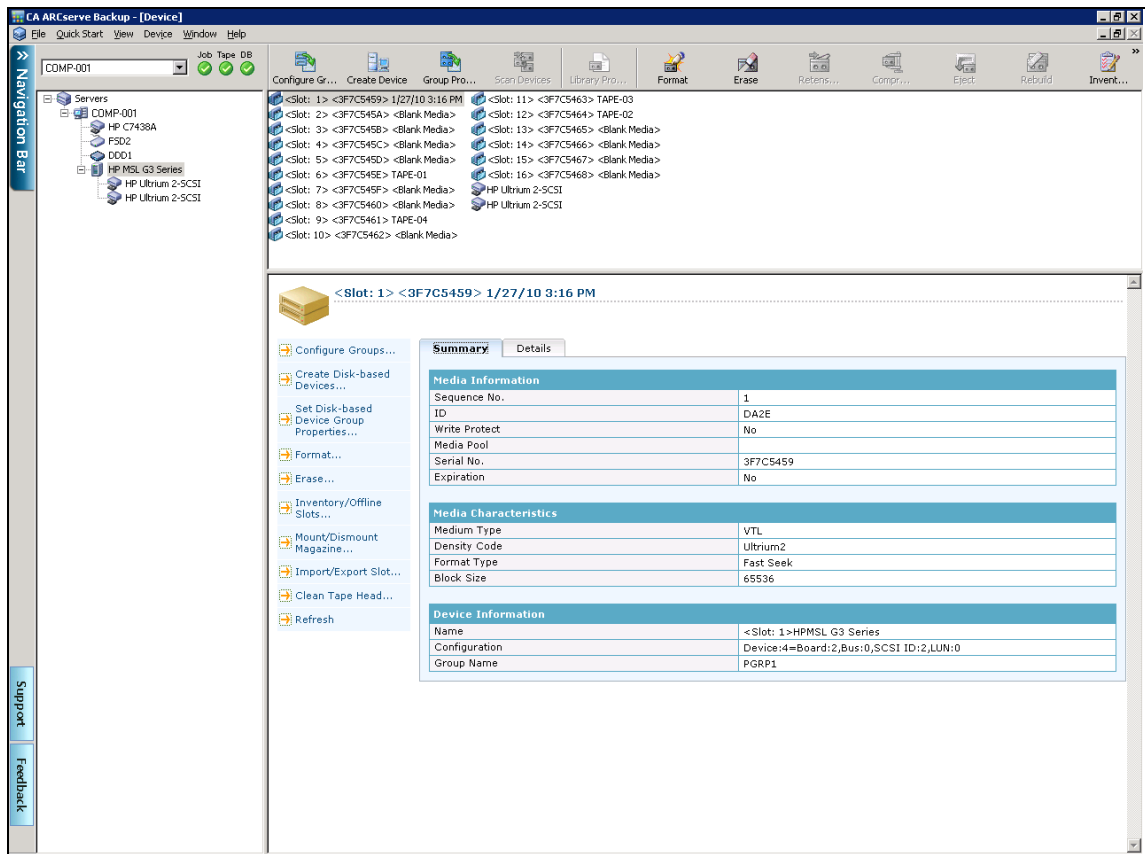 CA ARCserve Backup - [Device]
File Quick Start View Device Window Help
Navigation Bar
Support
Feedback
COMP-001
Job Tape DB
Configure Gr... Create Device Group Pro... Scan Devices Library Pro... Format Erase Retens... Compr... Eject Rebuild Invent...
Servers
COMP-001
HP C7438A
FSD2
DDD1
HP MSL G3 Series
HP Ultrium 2-SCSI
HP Ultrium 2-SCSI
<Slot: 1> <3F7C5459> 1/27/10 3:16 PM
<Slot: 2> <3F7C545A> <Blank Media>
<Slot: 3> <3F7C545B> <Blank Media>
<Slot: 4> <3F7C545C> <Blank Media>
<Slot: 5> <3F7C545D> <Blank Media>
<Slot: 6> <3F7C545E> TAPE-01
<Slot: 7> <3F7C545F> <Blank Media>
<Slot: 8> <3F7C5460> <Blank Media>
<Slot: 9> <3F7C5461> TAPE-04
<Slot: 10> <3F7C5462> <Blank Media>
<Slot: 11> <3F7C5463> TAPE-03
<Slot: 12> <3F7C5464> TAPE-02
<Slot: 13> <3F7C5465> <Blank Media>
<Slot: 14> <3F7C5466> <Blank Media>
<Slot: 15> <3F7C5467> <Blank Media>
<Slot: 16> <3F7C5468> <Blank Media>
HP Ultrium 2-SCSI
HP Ultrium 2-SCSI
<Slot: 1> <3F7C5459> 1/27/10 3:16 PM
Configure Groups...
Create Disk-based
Devices...
Set Disk-based
Device Group
Properties...
Format...
Erase...
Inventory/Offline
Slots...
Mount/Dismount
Magazine...
Import/Export Slot...
Clean Tape Head...
Refresh
Summary Details
Media Information
Sequence No. 1
ID DA2E
Write Protect No
Media Pool
Serial No. 3F7C5459
Expiration No
Media Characteristics
Medium Type VTL
Density Code Ultrium2
Format Type Fast Seek
Block Size 65536
Device Information
Name <Slot: 1>HPMSL G3 Series
Configuration Device:4=Board:2,Bus:0,SCSI ID:2,LUN:0
Group Name PGRP1